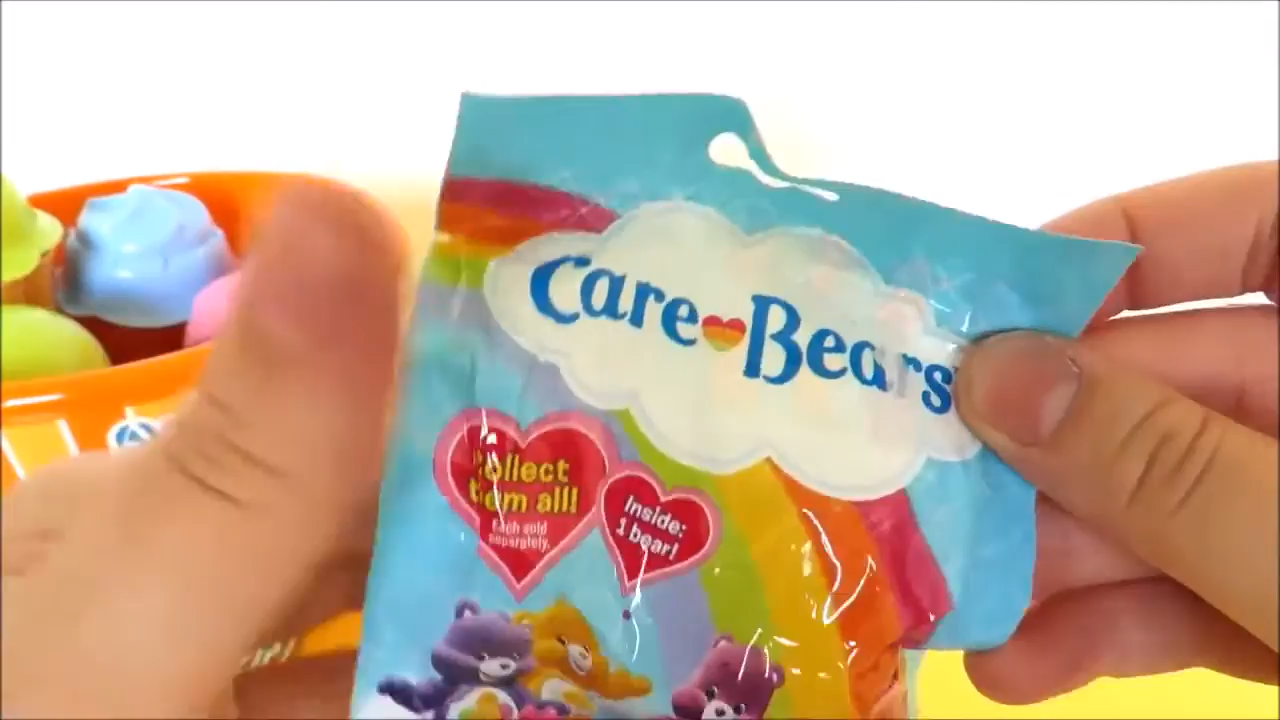 Care Bears
Collect
them all!
Each sold
separately.
Inside:
1 bear!